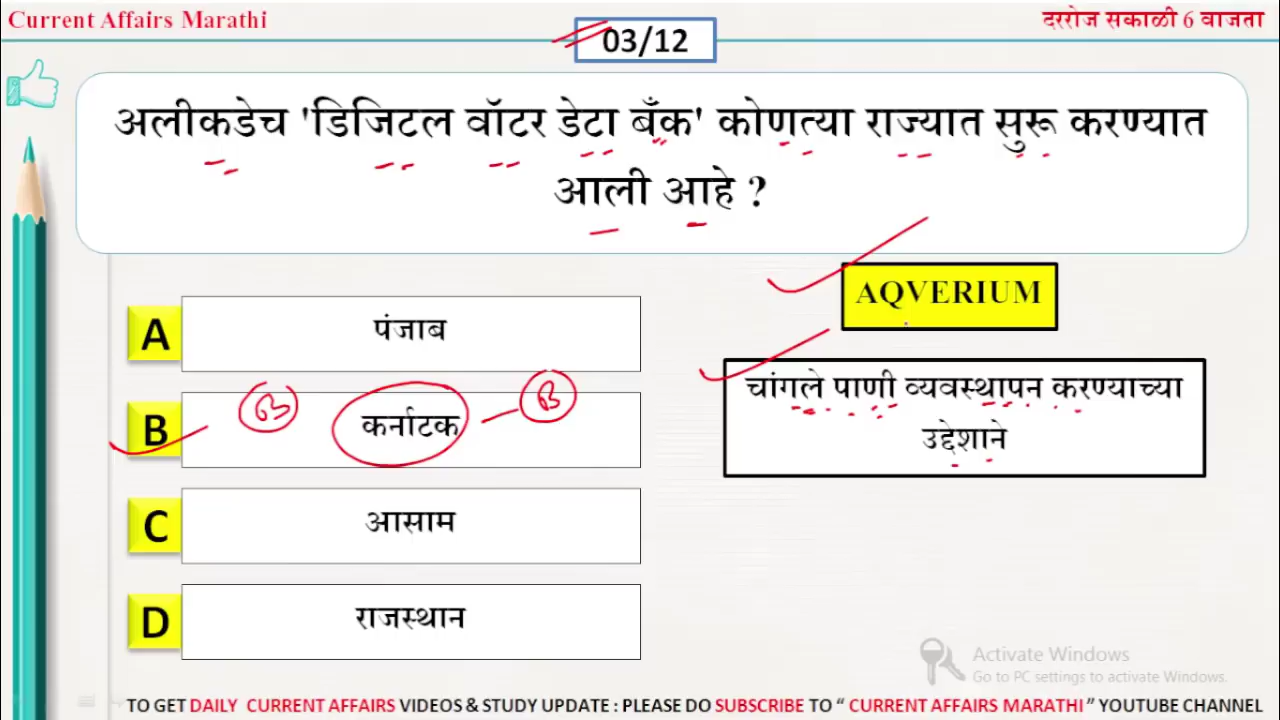 Current Affairs Marathi
दररोज सकाळी 6 वाजता
03/12
अलीकडेच 'डिजिटल वॉटर डेटा बँक' कोणत्या राज्यात सुरू करण्यात
आली आहे ?
AQVERIUM
A
पंजाब
चांगले पाणी व्यवस्थापन करण्याच्या
उद्देशाने
B
B
कर्नाटक
B
C
आसाम
D
राजस्थान
Activate Windows
Go to PC settings to activate Windows.
TO GET DAILY CURRENT AFFAIRS VIDEOS & STUDY UPDATE : PLEASE DO SUBSCRIBE TO “ CURRENT AFFAIRS MARATHI ” YOUTUBE CHANNEL